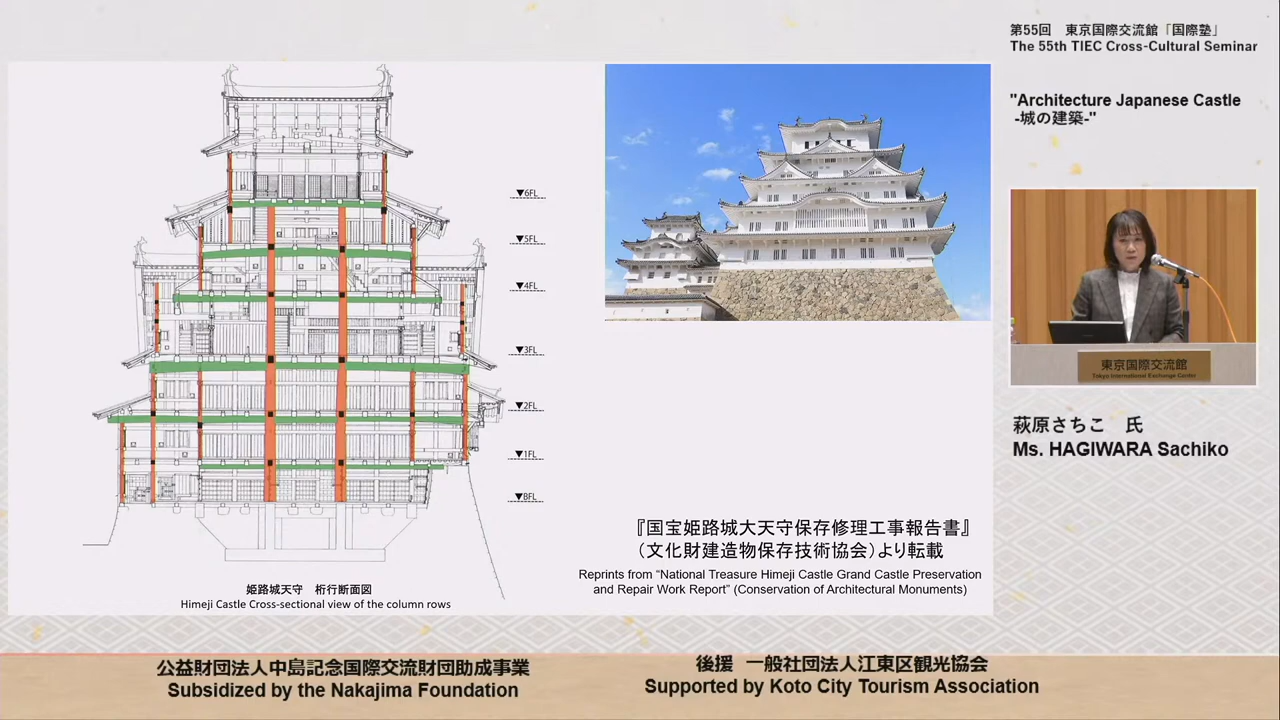 第55回　東京国際交流館「国際塾」
The 55th TIEC Cross-Cultural Seminar
"Architecture Japanese Castle
-城の建築-"
▼6FL
▼5FL
▼4FL
▼3FL
▼2FL
▼1FL
▼BFL
姫路城天守　桁行断面図
Himeji Castle Cross-sectional view of the column rows
『国宝姫路城大天守保存修理工事報告書』
（文化財建造物保存技術協会）より転載
Reprints from “National Treasure Himeji Castle Grand Castle Preservation
and Repair Work Report” (Conservation of Architectural Monuments)
東京国際交流館
Tokyo International Exchange Center
萩原さちこ　氏
Ms. HAGIWARA Sachiko
公益財団法人中島記念国際交流財団助成事業
Subsidized by the Nakajima Foundation
後援　一般社団法人江東区観光協会
Supported by Koto City Tourism Association